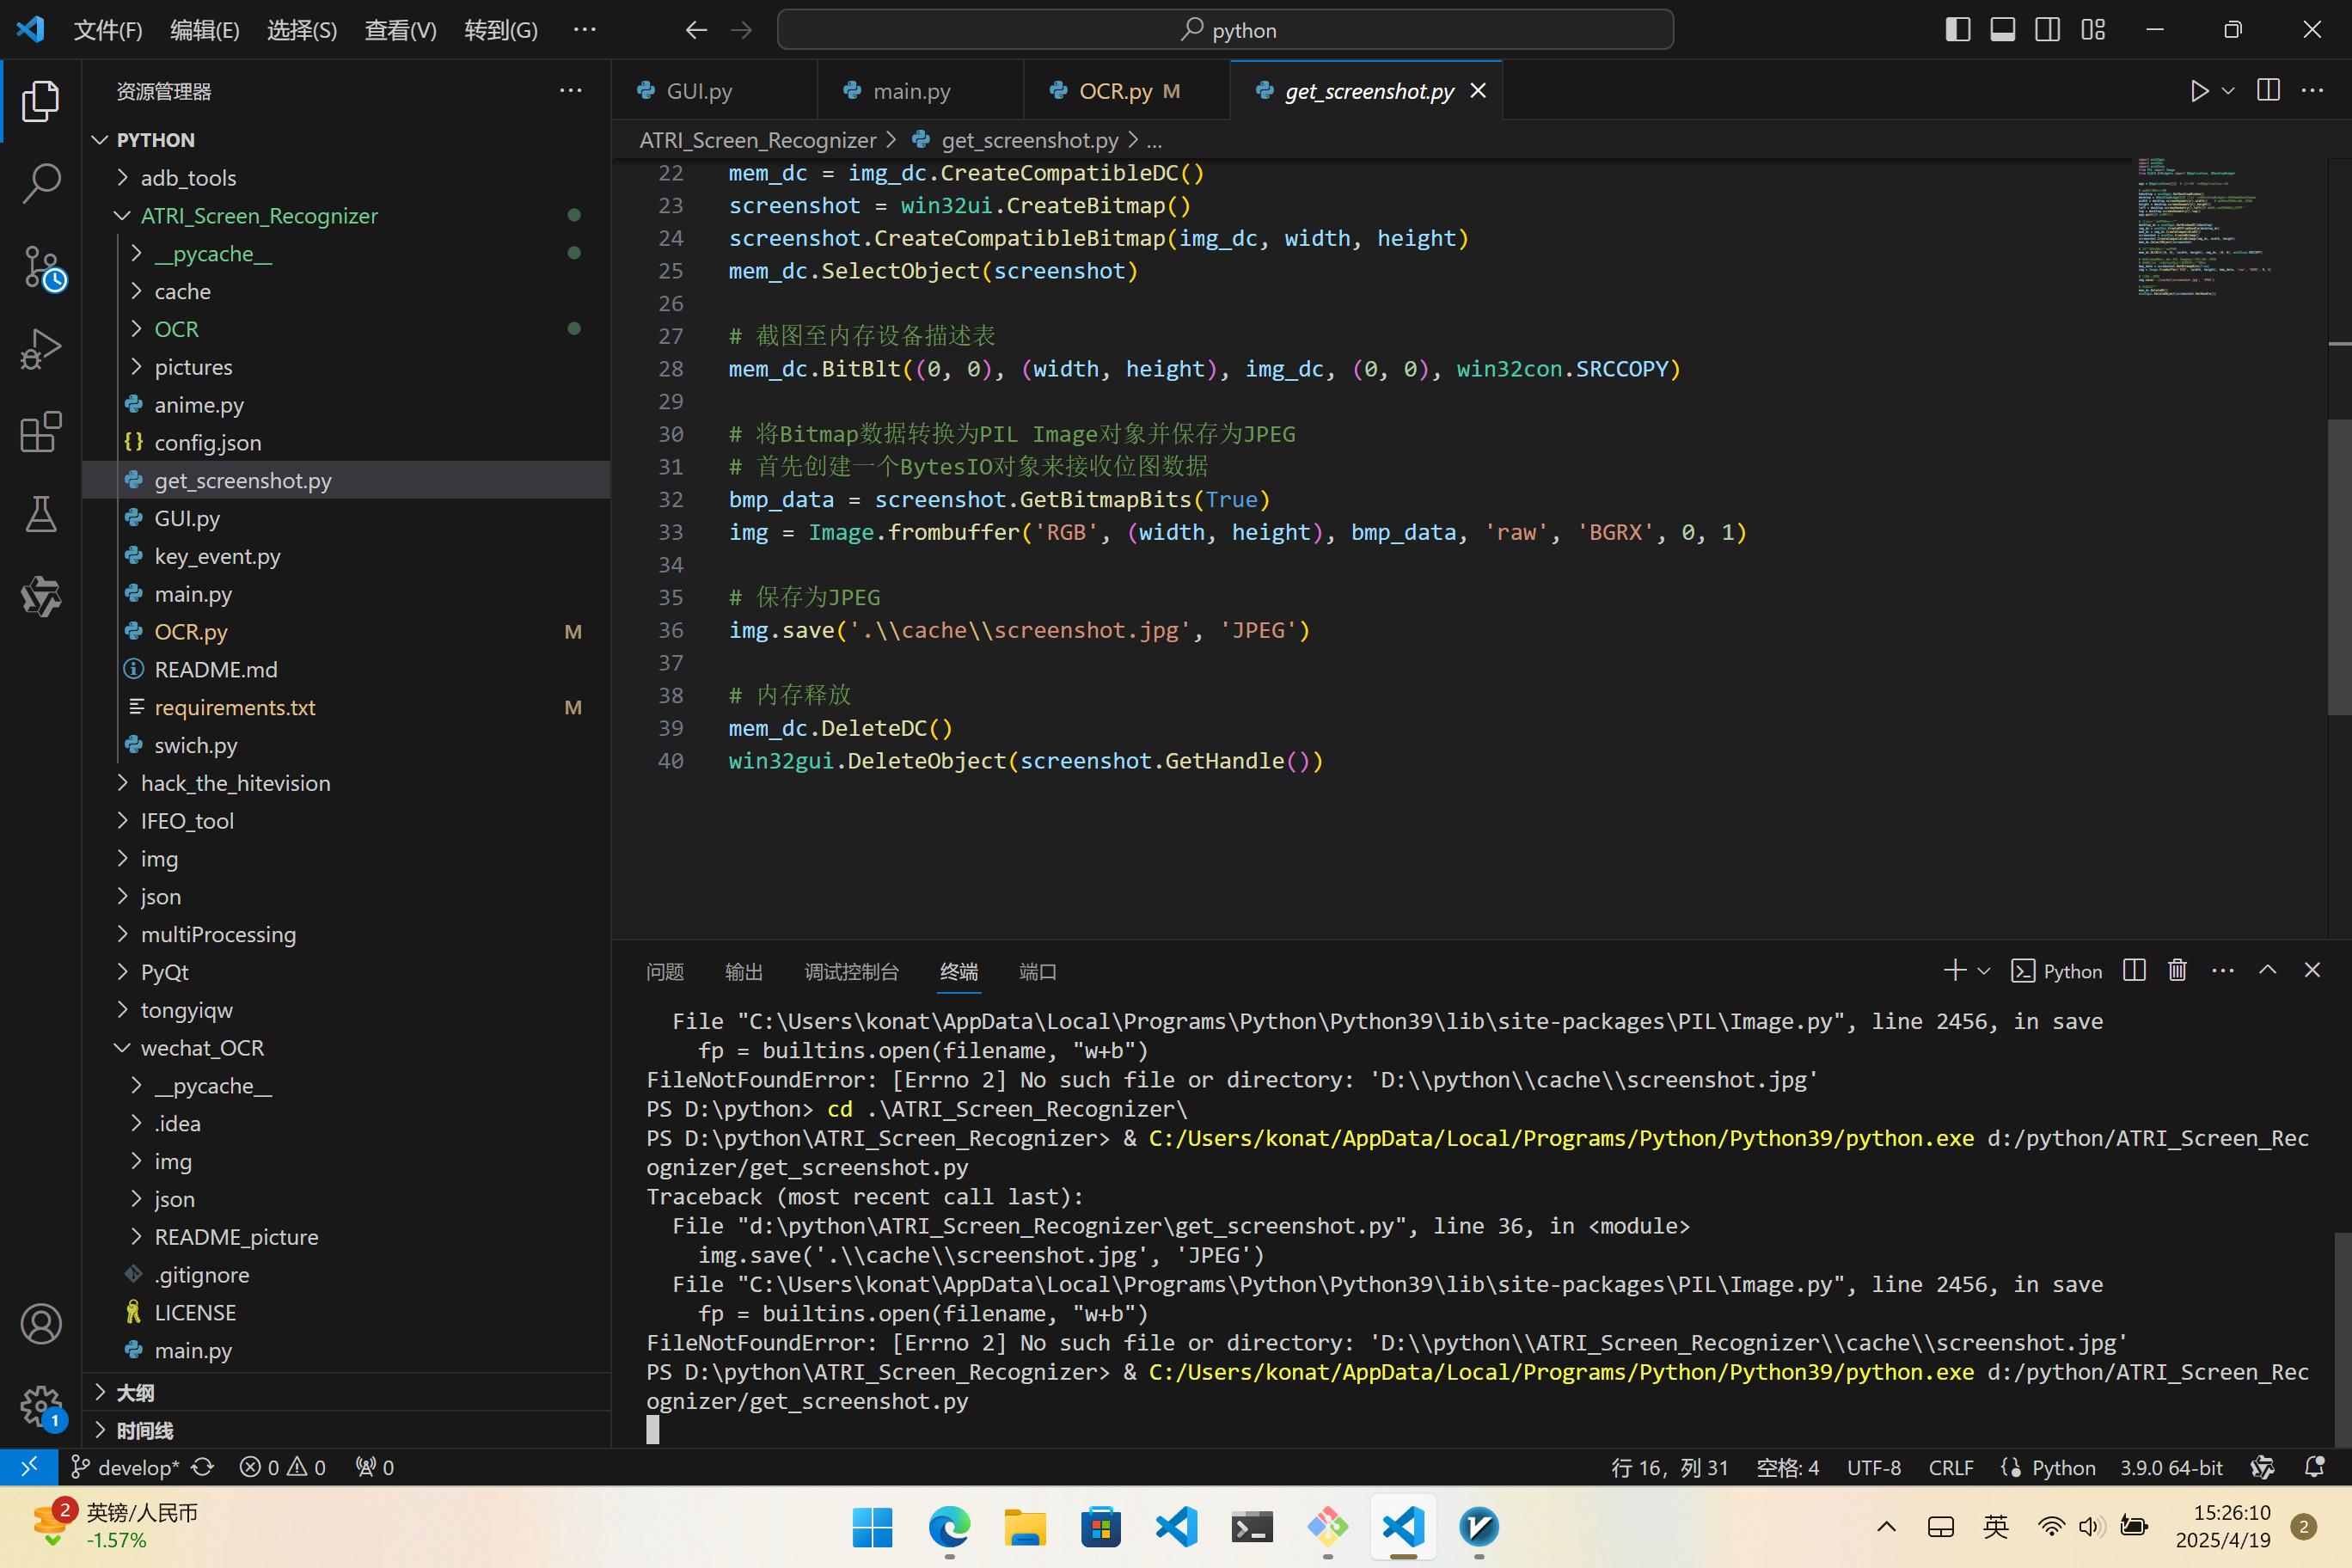 文件(F) 编辑(E) 选择(S) 查看(V) 转到(G) ··· python
资源管理器 ···
PYTHON
adb_tools
ATRI_Screen_Recognizer
__pycache__
cache
OCR
pictures
anime.py
{} config.json
get_screenshot.py
GUI.py
key_event.py
main.py
OCR.py M
README.md
requirements.txt M
swich.py
hack_the_hitevision
IFEO_tool
img
json
multiProcessing
PyQt
tongyiqw
wechat_OCR
__pycache__
.idea
img
json
README_picture
.gitignore
LICENSE
main.py
大纲
时间线
1
GUI.py main.py OCR.py M get_screenshot.py
ATRI_Screen_Recognizer > get_screenshot.py > ...
22 mem_dc = img_dc.CreateCompatibleDC()
23 screenshot = win32ui.CreateBitmap()
24 screenshot.CreateCompatibleBitmap(img_dc, width, height)
25 mem_dc.SelectObject(screenshot)
26
27 # 截图至内存设备描述表
28 mem_dc.BitBlt((0, 0), (width, height), img_dc, (0, 0), win32con.SRCCOPY)
29
30 # 将Bitmap数据转换为PIL Image对象并保存为JPEG
31 # 首先创建一个BytesIO对象来接收位图数据
32 bmp_data = screenshot.GetBitmapBits(True)
33 img = Image.frombuffer('RGB', (width, height), bmp_data, 'raw', 'BGRX', 0, 1)
34
35 # 保存为JPEG
36 img.save('.\\cache\\screenshot.jpg', 'JPEG')
37
38 # 内存释放
39 mem_dc.DeleteDC()
40 win32gui.DeleteObject(screenshot.GetHandle())
问题 输出 调试控制台 终端 端口 Python
File "C:\Users\konat\AppData\Local\Programs\Python\Python39\lib\site-packages\PIL\Image.py", line 2456, in save
fp = builtins.open(filename, "w+b")
FileNotFoundError: [Errno 2] No such file or directory: 'D:\\python\\cache\\screenshot.jpg'
PS D:\python> cd .\ATRI_Screen_Recognizer\
PS D:\python\ATRI_Screen_Recognizer> & C:/Users/konat/AppData/Local/Programs/Python/Python39/python.exe d:/python/ATRI_Screen_Rec
ognizer/get_screenshot.py
Traceback (most recent call last):
File "d:\python\ATRI_Screen_Recognizer\get_screenshot.py", line 36, in <module>
img.save('.\\cache\\screenshot.jpg', 'JPEG')
File "C:\Users\konat\AppData\Local\Programs\Python\Python39\lib\site-packages\PIL\Image.py", line 2456, in save
fp = builtins.open(filename, "w+b")
FileNotFoundError: [Errno 2] No such file or directory: 'D:\\python\\ATRI_Screen_Recognizer\\cache\\screenshot.jpg'
PS D:\python\ATRI_Screen_Recognizer> & C:/Users/konat/AppData/Local/Programs/Python/Python39/python.exe d:/python/ATRI_Screen_Rec
ognizer/get_screenshot.py
develop* 0 0 0 行 16，列 31 空格: 4 UTF-8 CRLF Python 3.9.0 64-bit
2 英镑/人民币
-1.57%
英 15:26:10
2025/4/19 2